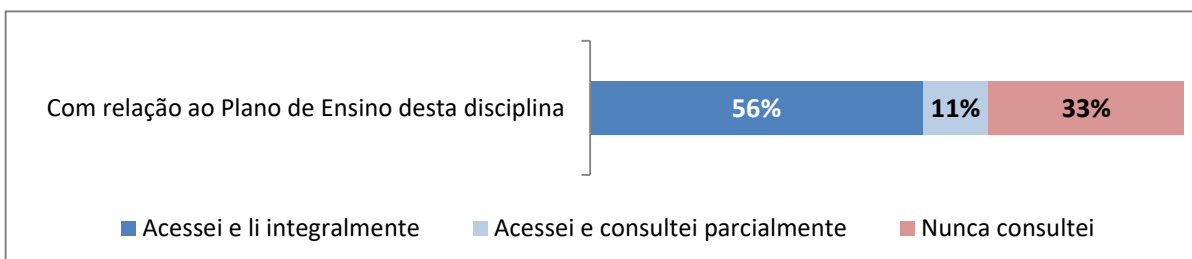 Com relação ao Plano de Ensino desta disciplina 56% 11% 33%
Acessei e li integralmente Acessei e consultei parcialmente Nunca consultei